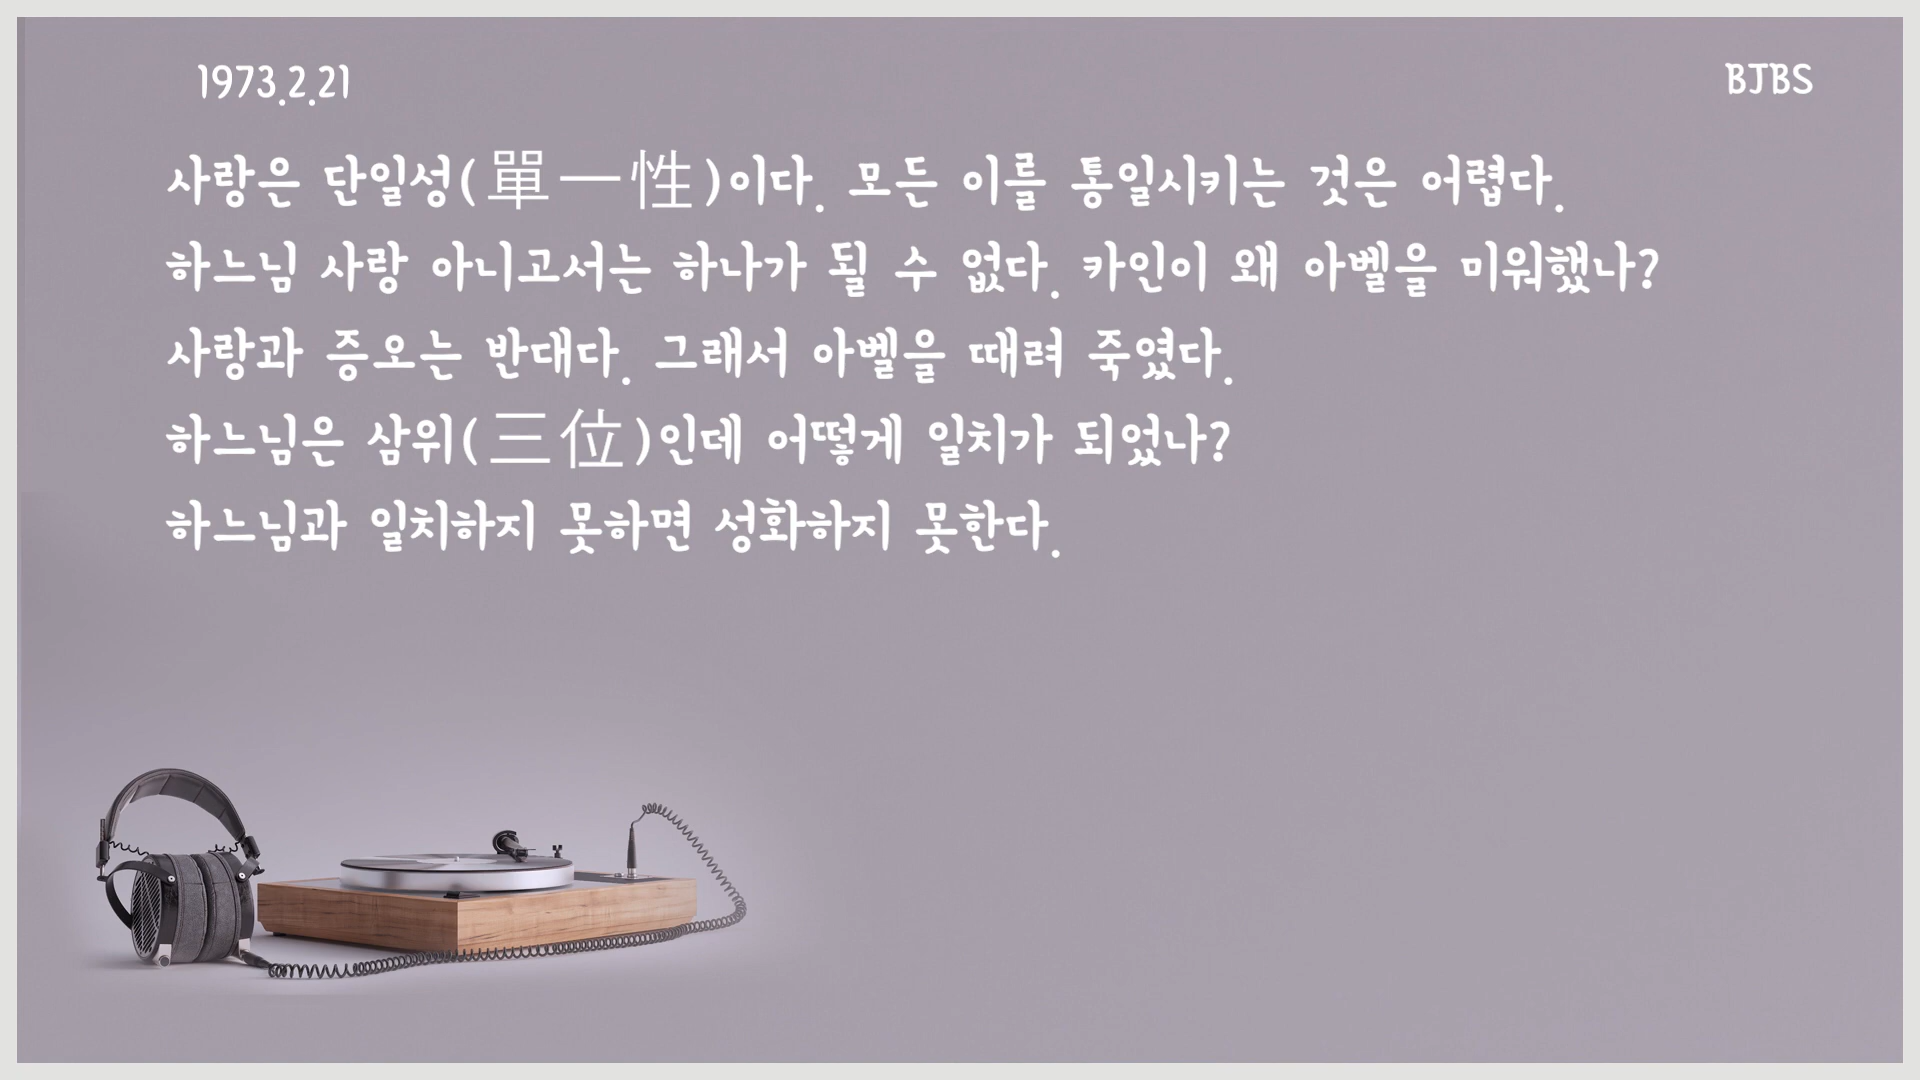 1973.2.21
BJBS
사랑은 단일성(單一性)이다. 모든 이를 통일시키는 것은 어렵다.
하느님 사랑 아니고서는 하나가 될 수 없다. 카인이 왜 아벨을 미워했나?
사랑과 증오는 반대다. 그래서 아벨을 때려 죽였다.
하느님은 삼위(三位)인데 어떻게 일치가 되었나?
하느님과 일치하지 못하면 성화하지 못한다.